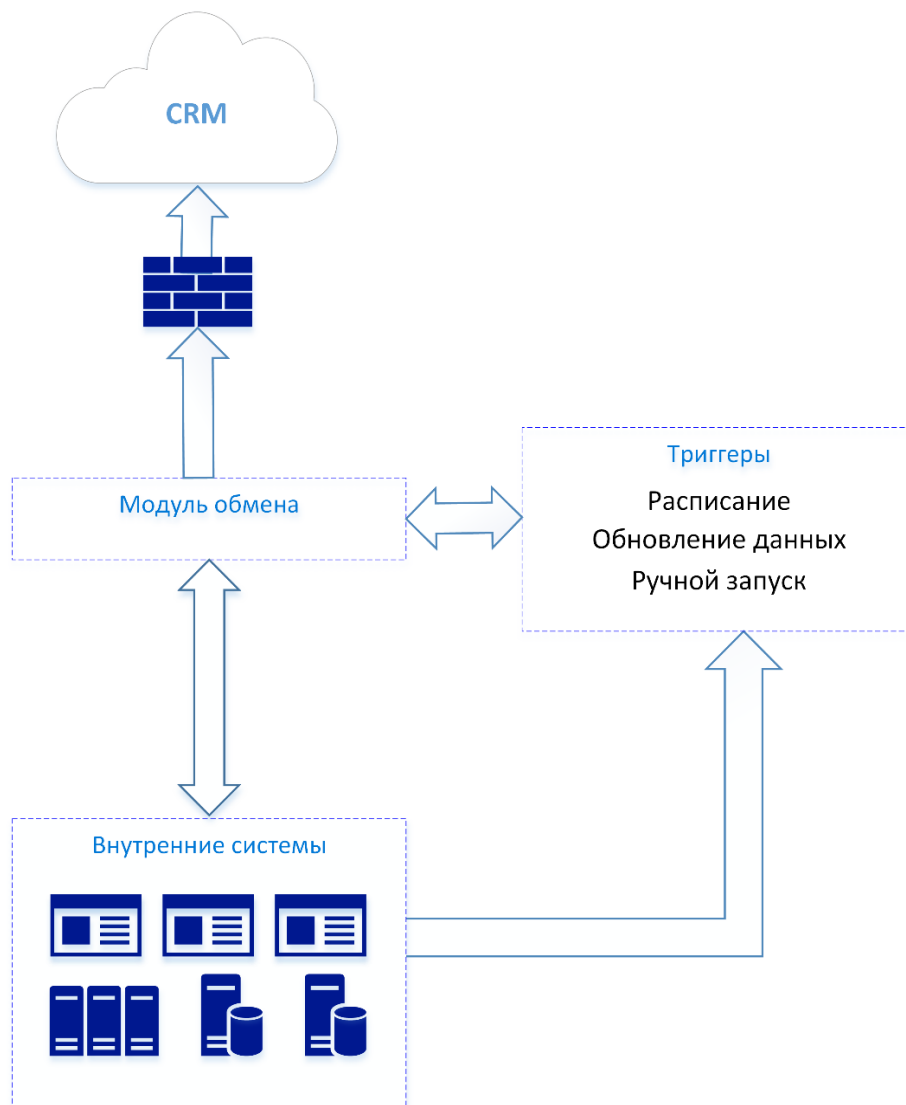 CRM
Модуль обмена
Триггеры
Расписание
Обновление данных
Ручной запуск
Внутренние системы